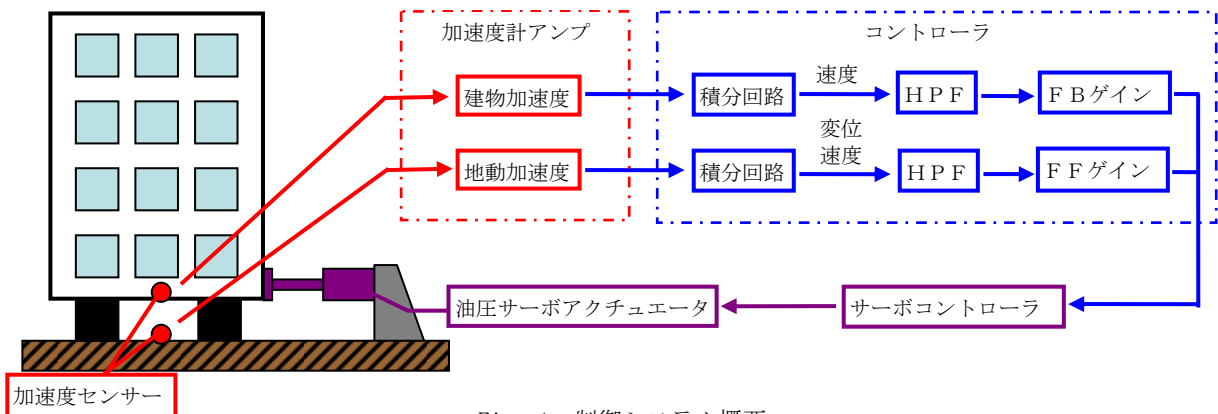 加速度計アンプ
コントローラ
建物加速度
積分回路
速度
ＨＰＦ
ＦＢゲイン
変位
速度
地動加速度
積分回路
ＨＰＦ
ＦＦゲイン
油圧サーボアクチュエータ
サーボコントローラ
加速度センサー